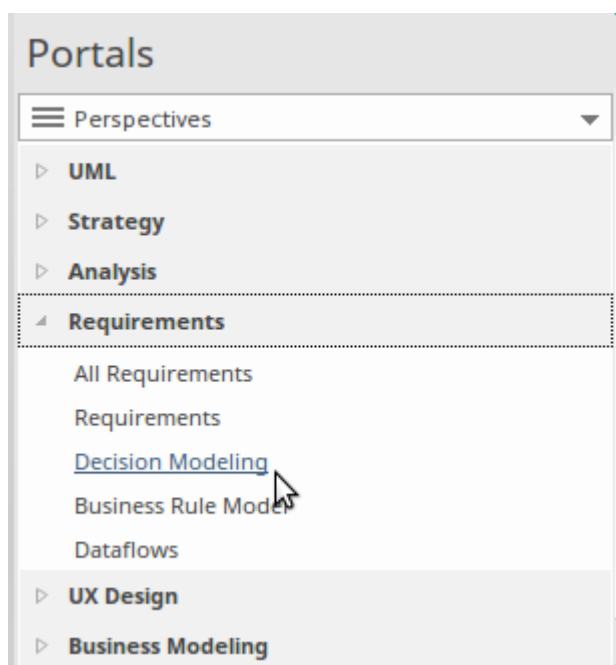 Portals
Perspectives
UML
Strategy
Analysis
Requirements
All Requirements
Requirements
Decision Modeling
Business Rule Model
Dataflows
UX Design
Business Modeling